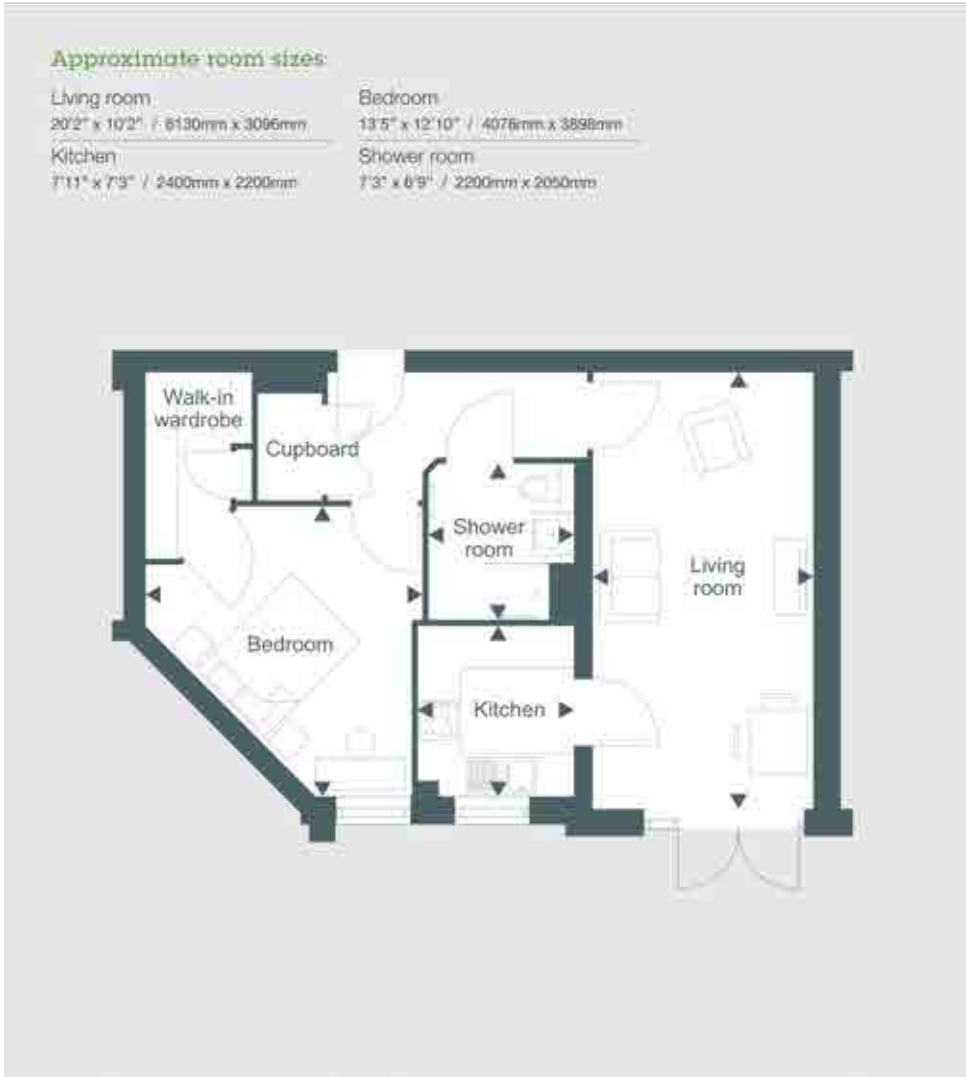 Approximate room sizes:
Living room
20'2" x 10'2" / 6130mm x 3096mm
Bedroom
13'5" x 12'10" / 4078mm x 3898mm
Kitchen
7'11" x 7'3" / 2400mm x 2200mm
Shower room
7'3" x 6'9" / 2200mm x 2050mm
Walk-in
wardrobe
Cupboard
Shower
room
Living
room
Bedroom
Kitchen